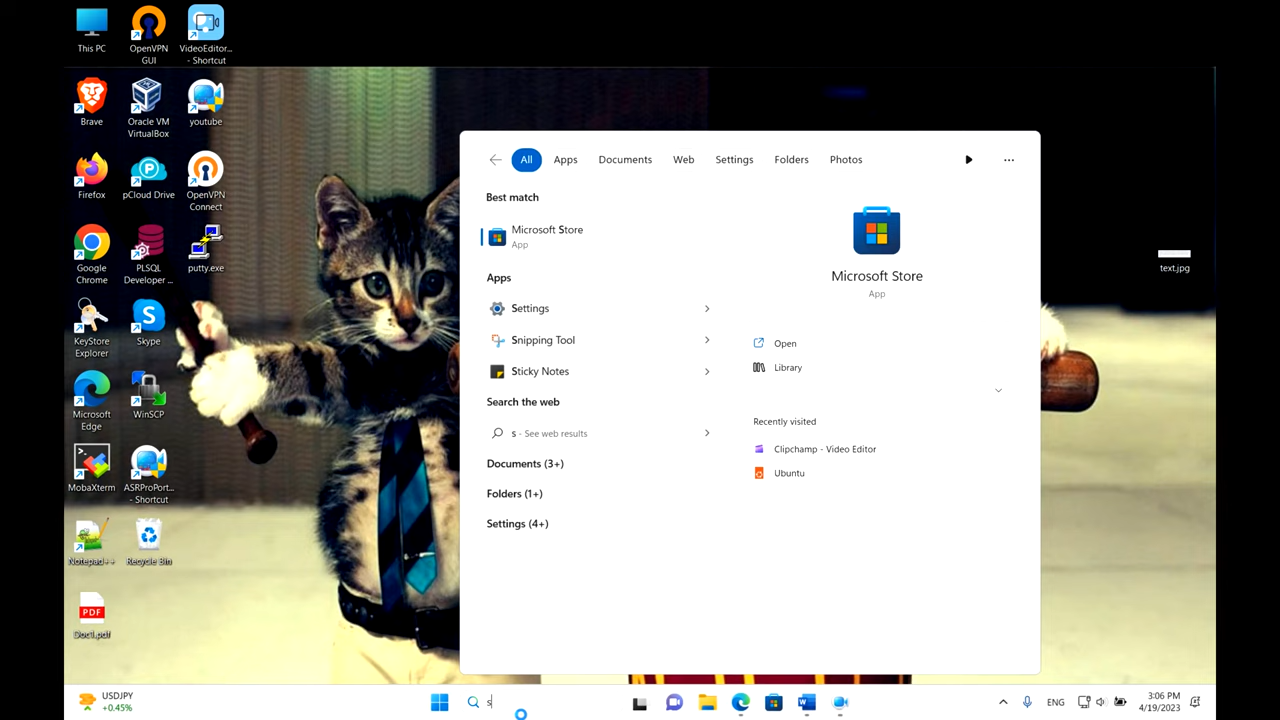 This PC
OpenVPN
GUI
VideoEditor...
- Shortcut
Brave
Oracle VM
VirtualBox
youtube
Firefox
pCloud Drive
OpenVPN
Connect
Google
Chrome
PLSQL
Developer ...
putty.exe
KeyStore
Explorer
Skype
Microsoft
Edge
WinSCP
MobaXterm
ASRProPort...
- Shortcut
Notepad++
Recycle Bin
PDF
Doc1.pdf
text.jpg
All
Apps
Documents
Web
Settings
Folders
Photos
Best match
Microsoft Store
App
Apps
Settings
Snipping Tool
Sticky Notes
Search the web
s - See web results
Documents (3+)
Folders (1+)
Settings (4+)
Microsoft Store
App
Open
Library
Recently visited
Clipchamp - Video Editor
Ubuntu
USDJPY
+0.45%
s
ENG
3:06 PM
4/19/2023